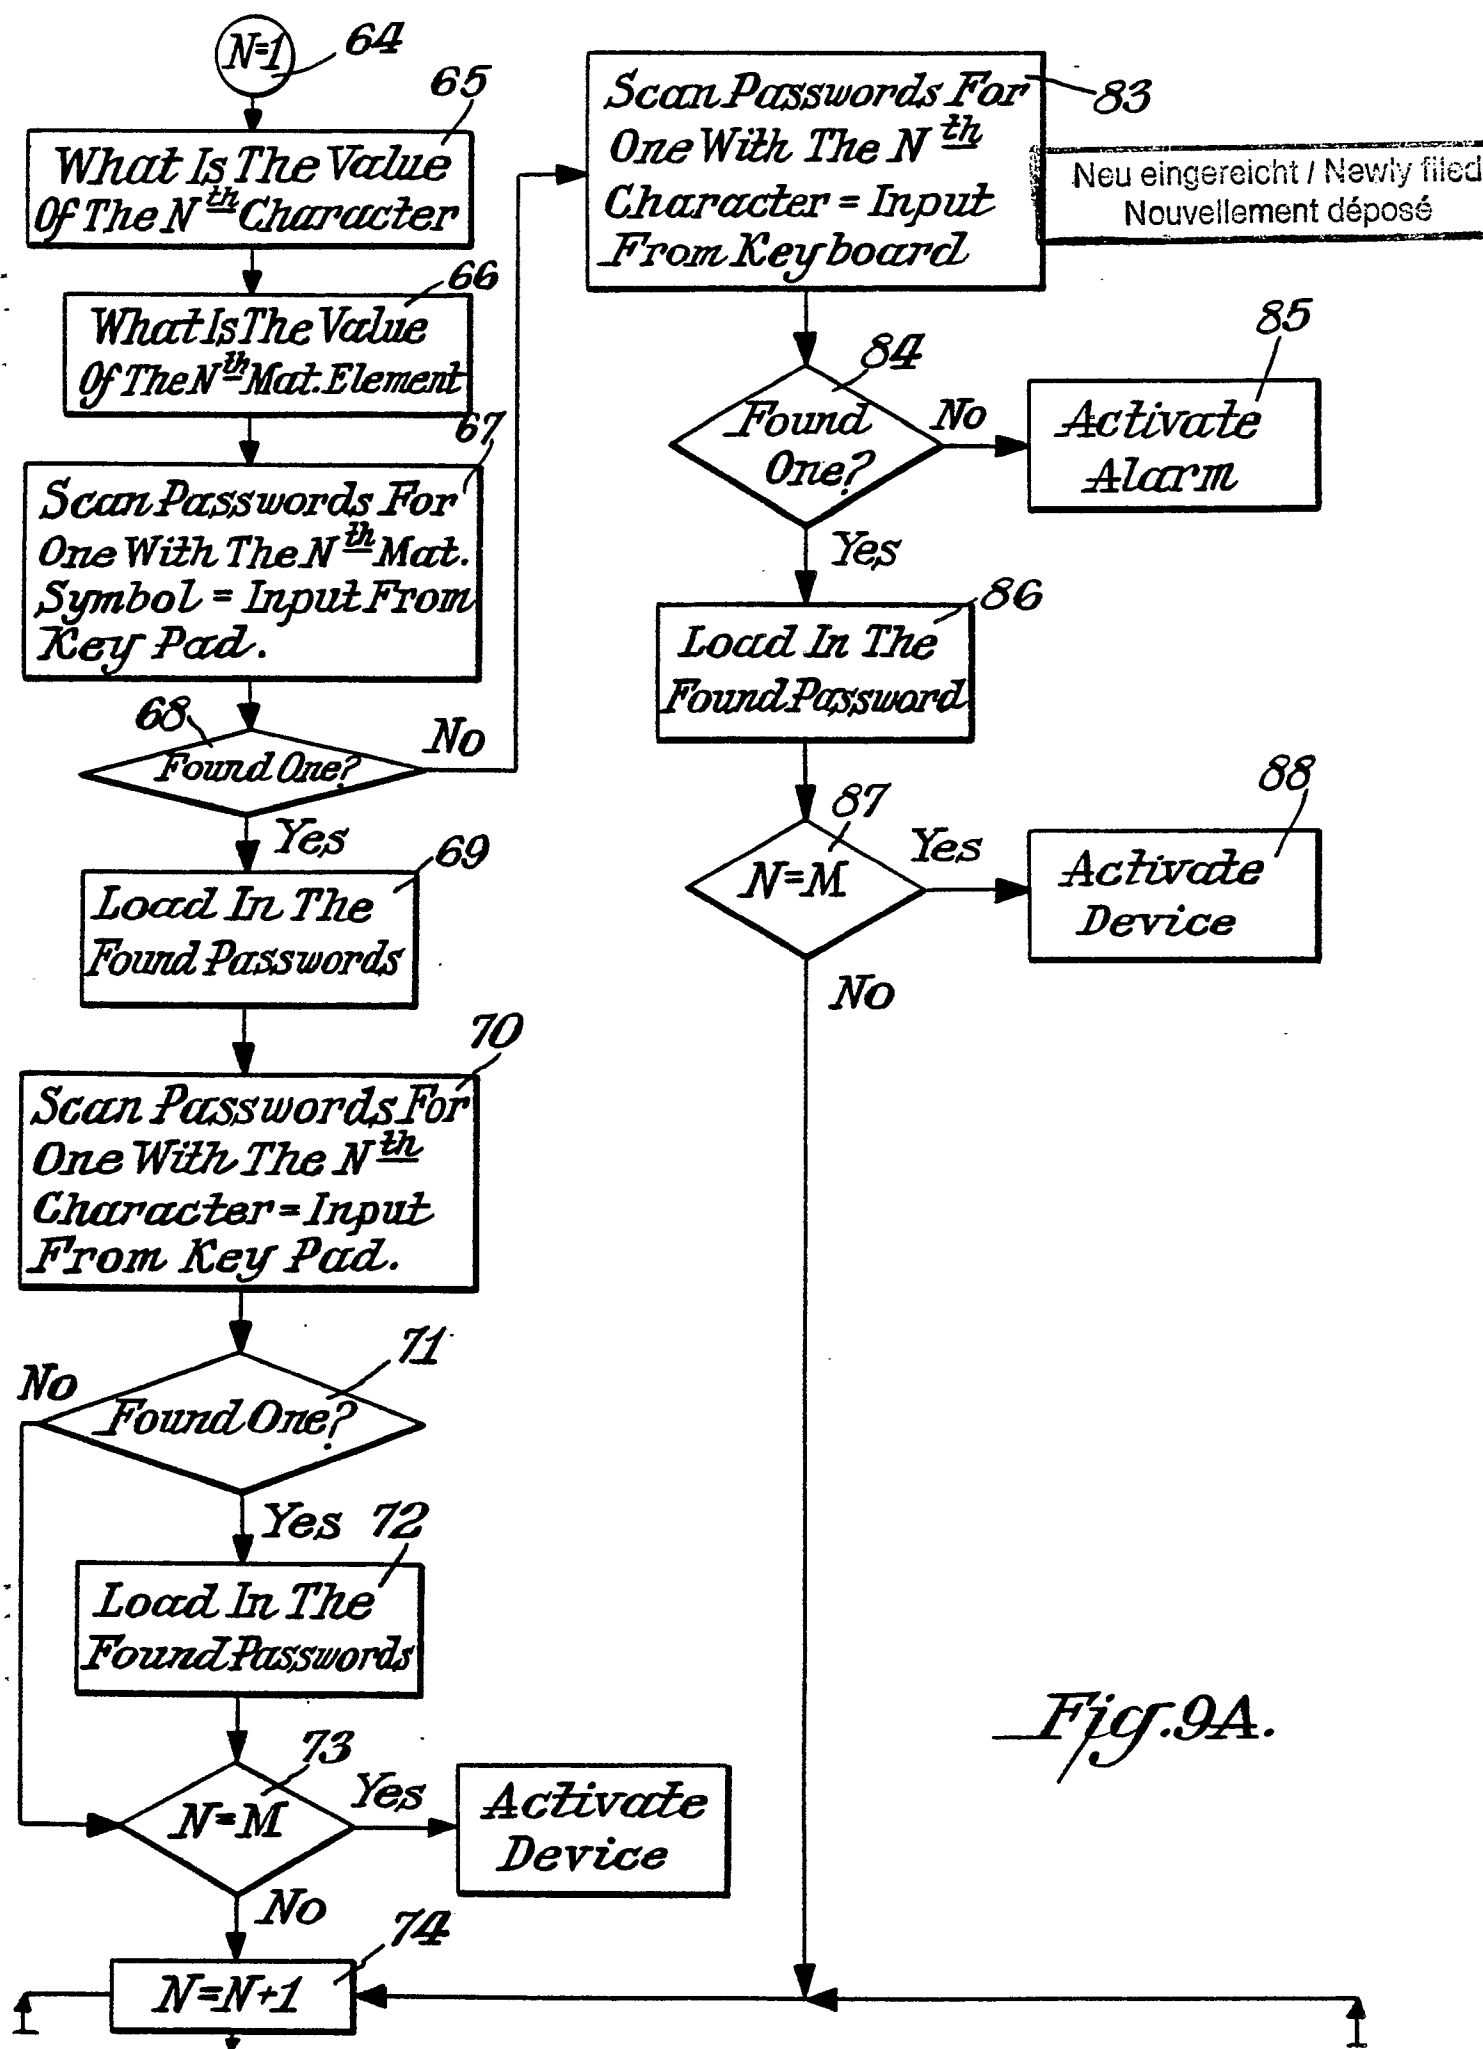 N=1
64
65
What Is The Value
Of The Nth Character
66
What Is The Value
Of The Nth Mat. Element
67
Scan Passwords For
One With The Nth Mat.
Symbol = Input From
Key Pad.
68
Found One?
No
Yes
69
Load In The
Found Passwords
70
Scan Passwords For
One With The Nth
Character = Input
From Key Pad.
71
No
Found One?
Yes
72
Load In The
Found Passwords
73
N=M
Yes
Activate
Device
No
74
N=N+1
83
Scan Passwords For
One With The Nth
Character = Input
From Keyboard
Neu eingereicht / Newly filed
Nouvellement déposé
84
Found
One?
No
85
Activate
Alarm
Yes
86
Load In The
Found Password
87
N=M
Yes
88
Activate
Device
No
Fig. 9A.